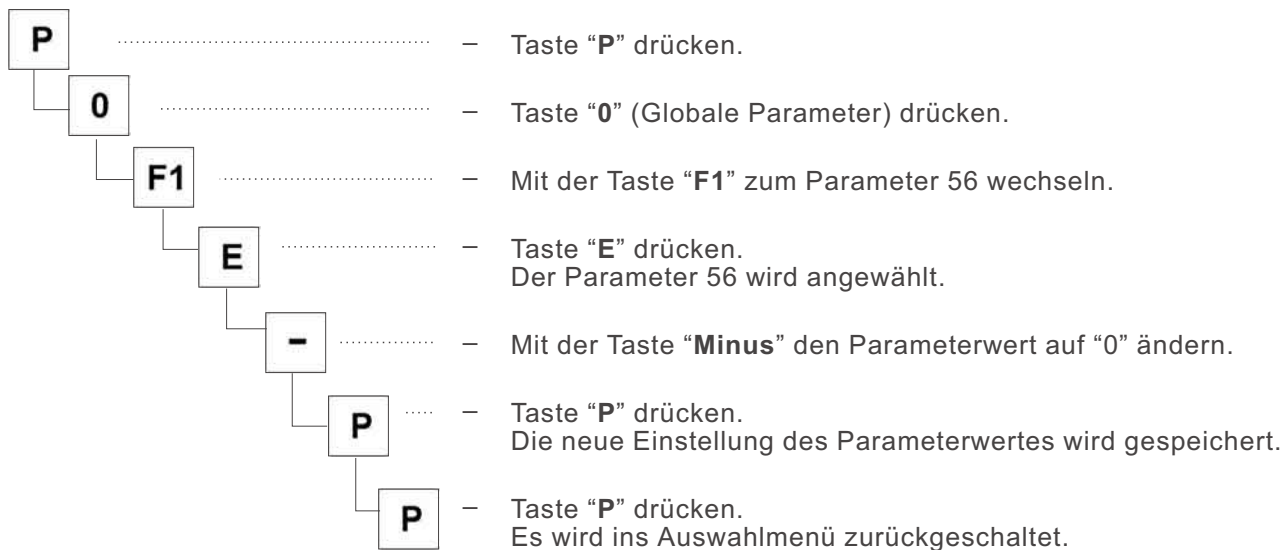 P – Taste “P” drücken.
0 – Taste “0” (Globale Parameter) drücken.
F1 – Mit der Taste “F1” zum Parameter 56 wechseln.
E – Taste “E” drücken.
Der Parameter 56 wird angewählt.
– – Mit der Taste “Minus” den Parameterwert auf “0” ändern.
P – Taste “P” drücken.
Die neue Einstellung des Parameterwertes wird gespeichert.
P – Taste “P” drücken.
Es wird ins Auswahlmenü zurückgeschaltet.